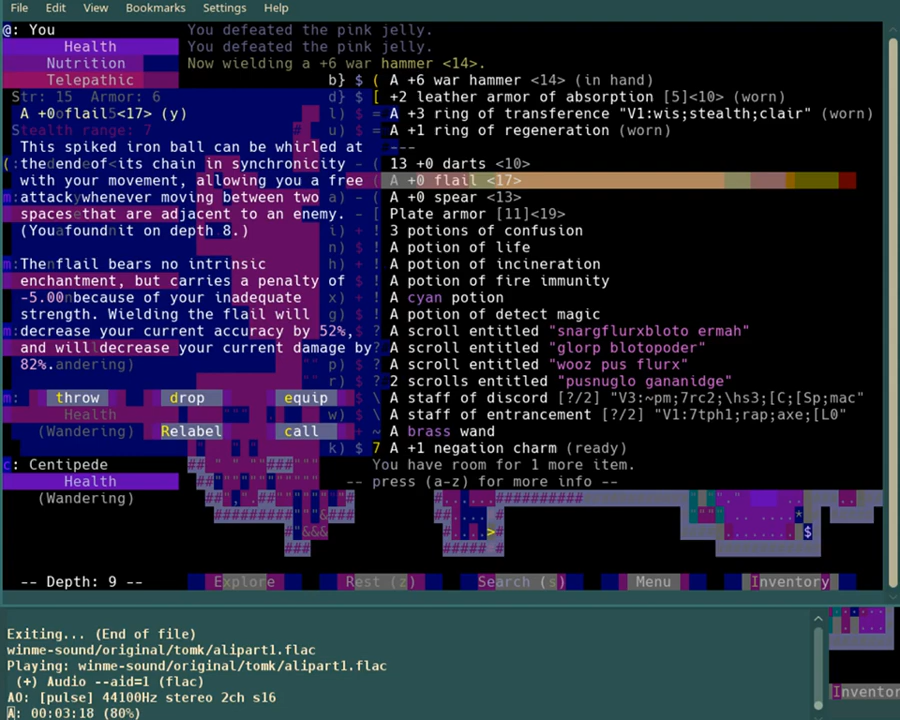 File Edit View Bookmarks Settings Help
@: You
You defeated the pink jelly.
Health
You defeated the pink jelly.
Nutrition
Now wielding a +6 war hammer <14>.
Telepathic
b} $ ( A +6 war hammer <14> (in hand)
Str: 15 Armor: 6
d} $ [ +2 leather armor of absorption [5]<10> (worn)
A +0 flail <17> (y)
l) $ = A +3 ring of transference "V1:wis;stealth;clair" (worn)
Stealth range: 7
u) $ = A +1 ring of regeneration (worn)
This spiked iron ball can be whirled at
---
the end of its chain in synchronicity
13 +0 darts <10>
with your movement, allowing you a free
A +0 flail <17>
attack whenever moving between two
a) - ( A +0 spear <13>
spaces that are adjacent to an enemy.
s) - [ Plate armor [11]<19>
(You found it on depth 8.)
i) + ! 3 potions of confusion
n) $ ! A potion of life
The flail bears no intrinsic
h) + ! A potion of incineration
enchantment, but carries a penalty of
A potion of fire immunity
-5.00 because of your inadequate
x) + ! A cyan potion
strength. Wielding the flail will
g) $ ! A potion of detect magic
decrease your current accuracy by 52%,
A scroll entitled "snargflurxbloto ermah"
and will decrease your current damage by
A scroll entitled "glorp blotopoder"
82%.
p) $ ? A scroll entitled "wooz pus flurx"
(Wandering)
r) $ ? 2 scrolls entitled "pusnuglo gananidge"
throw drop equip
A staff of discord [?/2] "V3:~pm;7rc2;\hs3;[C;[Sp;mac"
Health
w) $ \ A staff of entrancement [?/2] "V1:7tph1;rap;axe;[L0"
(Wandering) Relabel call
A brass wand
k) $ 7 A +1 negation charm (ready)
c: Centipede
You have room for 1 more item.
Health
-- press (a-z) for more info --
(Wandering)
-- Depth: 9 -- Explore Rest (z) Search (s) Menu Inventory
Exiting... (End of file)
winme-sound/original/tomk/alipart1.flac
Playing: winme-sound/original/tomk/alipart1.flac
(+) Audio --aid=1 (flac)
AO: [pulse] 44100Hz stereo 2ch s16
Inventor
A: 00:03:18 (80%)